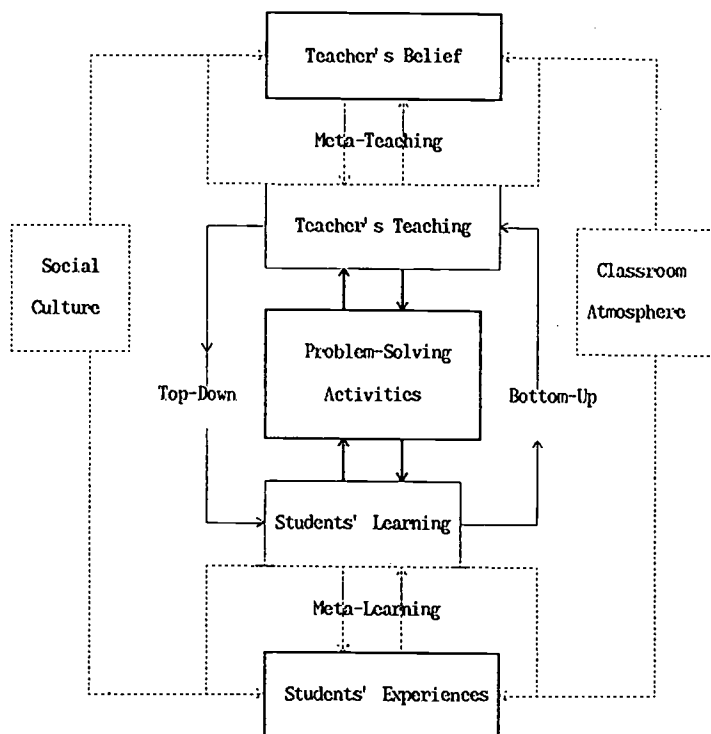 Teacher's Belief
Meta-Teaching
Teacher's Teaching
Social
Culture
Classroom
Atmosphere
Problem-Solving
Activities
Top-Down
Bottom-Up
Students' Learning
Meta-Learning
Students' Experiences